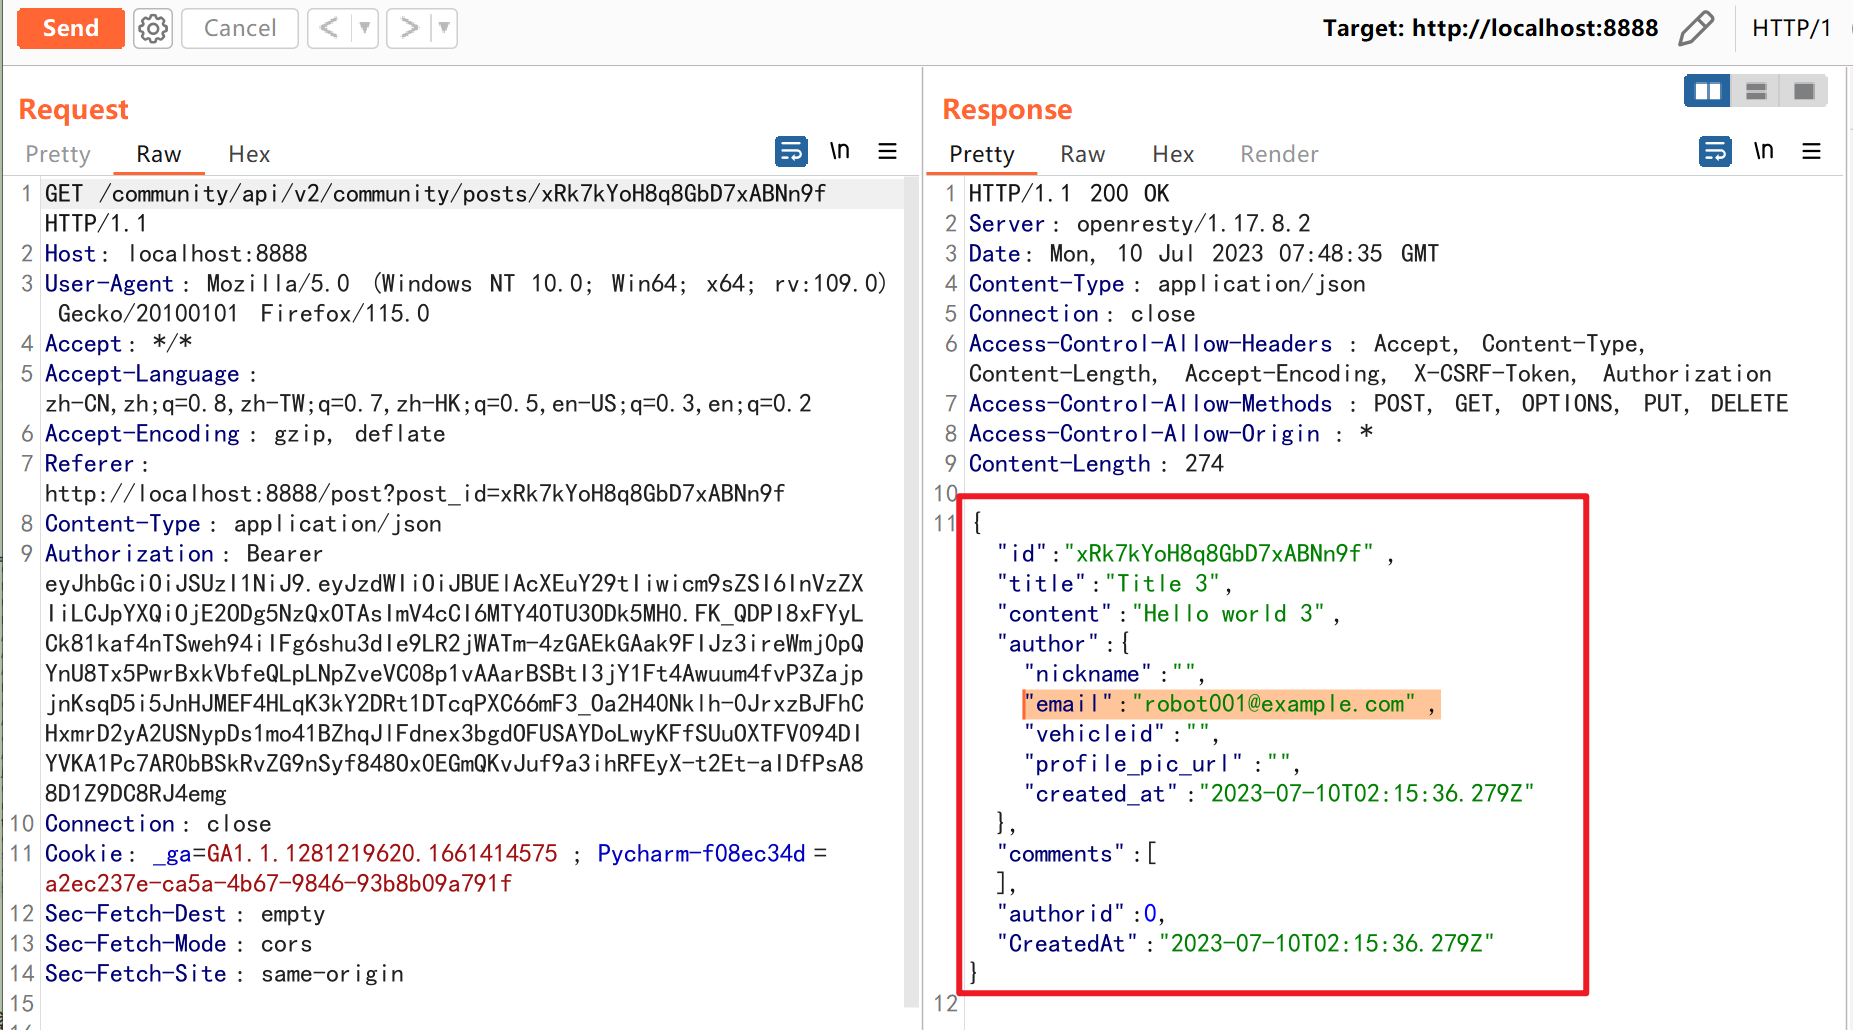 Send
Cancel
Target: http://localhost:8888
HTTP/1
Request
Pretty
Raw
Hex
\n
1 GET /community/api/v2/community/posts/xRk7kYoH8q8GbD7xABNn9f
HTTP/1.1
2 Host: localhost:8888
3 User-Agent: Mozilla/5.0 (Windows NT 10.0; Win64; x64; rv:109.0)
Gecko/20100101 Firefox/115.0
4 Accept: */*
5 Accept-Language:
zh-CN,zh;q=0.8,zh-TW;q=0.7,zh-HK;q=0.5,en-US;q=0.3,en;q=0.2
6 Accept-Encoding: gzip, deflate
7 Referer:
http://localhost:8888/post?post_id=xRk7kYoH8q8GbD7xABNn9f
8 Content-Type: application/json
9 Authorization: Bearer
10 Connection: close
11 Cookie: _ga=GA1.1.1281219620.1661414575 ; Pycharm-f08ec34d=
a2ec237e-ca5a-4b67-9846-93b8b09a791f
12 Sec-Fetch-Dest: empty
13 Sec-Fetch-Mode: cors
14 Sec-Fetch-Site: same-origin
15
Response
Pretty
Raw
Hex
Render
\n
1 HTTP/1.1 200 OK
2 Server: openresty/1.17.8.2
3 Date: Mon, 10 Jul 2023 07:48:35 GMT
4 Content-Type: application/json
5 Connection: close
6 Access-Control-Allow-Headers: Accept, Content-Type,
Content-Length, Accept-Encoding, X-CSRF-Token, Authorization
7 Access-Control-Allow-Methods: POST, GET, OPTIONS, PUT, DELETE
8 Access-Control-Allow-Origin: *
9 Content-Length: 274
10
11 {
"id":"xRk7kYoH8q8GbD7xABNn9f",
"title":"Title 3",
"content":"Hello world 3",
"author":{
"nickname":"",
"email":"robot001@example.com",
"vehicleid":"",
"profile_pic_url":"",
"created_at":"2023-07-10T02:15:36.279Z"
},
"comments":[
],
"authorid":0,
"CreatedAt":"2023-07-10T02:15:36.279Z"
}
12